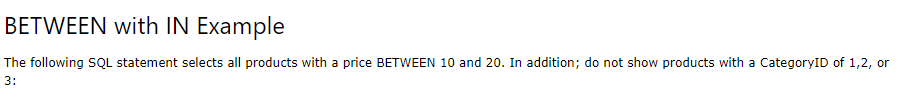 BETWEEN with IN Example
The following SQL statement selects all products with a price BETWEEN 10 and 20. In addition; do not show products with a CategoryID of 1,2, or
3: